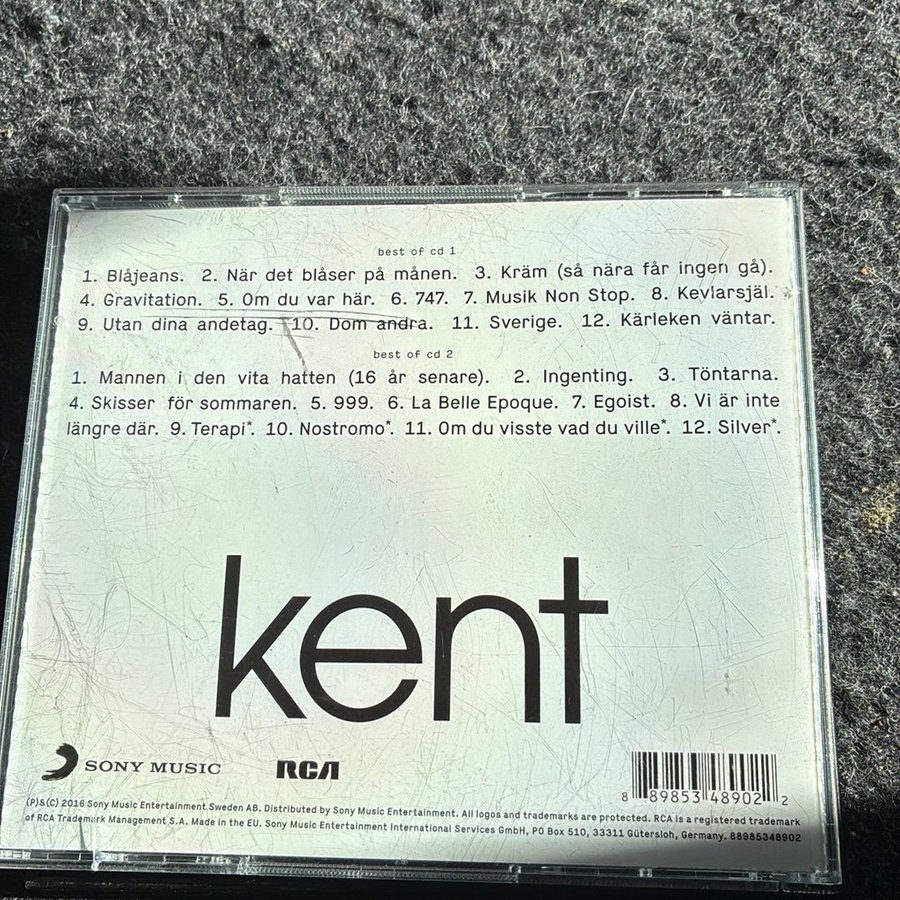 best of cd 1
1. Blåjeans. 2. När det blåser på månen. 3. Kräm (så nära får ingen gå).
4. Gravitation. 5. Om du var här. 6. 747. 7. Musik Non Stop. 8. Kevlarsjäl.
9. Utan dina andetag. 10. Dom andra. 11. Sverige. 12. Kärleken väntar.
best of cd 2
1. Mannen i den vita hatten (16 år senare). 2. Ingenting. 3. Töntarna.
4. Skisser för sommaren. 5. 999. 6. La Belle Epoque. 7. Egoist. 8. Vi är inte
längre där. 9. Terapi*. 10. Nostromo*. 11. Om du visste vad du ville*. 12. Silver*.
kent
SONY MUSIC
RCA
8 89853 48902 2
(P)&(C) 2016 Sony Music Entertainment Sweden AB. Distributed by Sony Music Entertainment. All logos and trademarks are protected. RCA is a registered trademark
of RCA Trademark Management S.A. Made in the EU. Sony Music Entertainment International Services GmbH, PO Box 510, 33311 Gütersloh, Germany. 88985348902